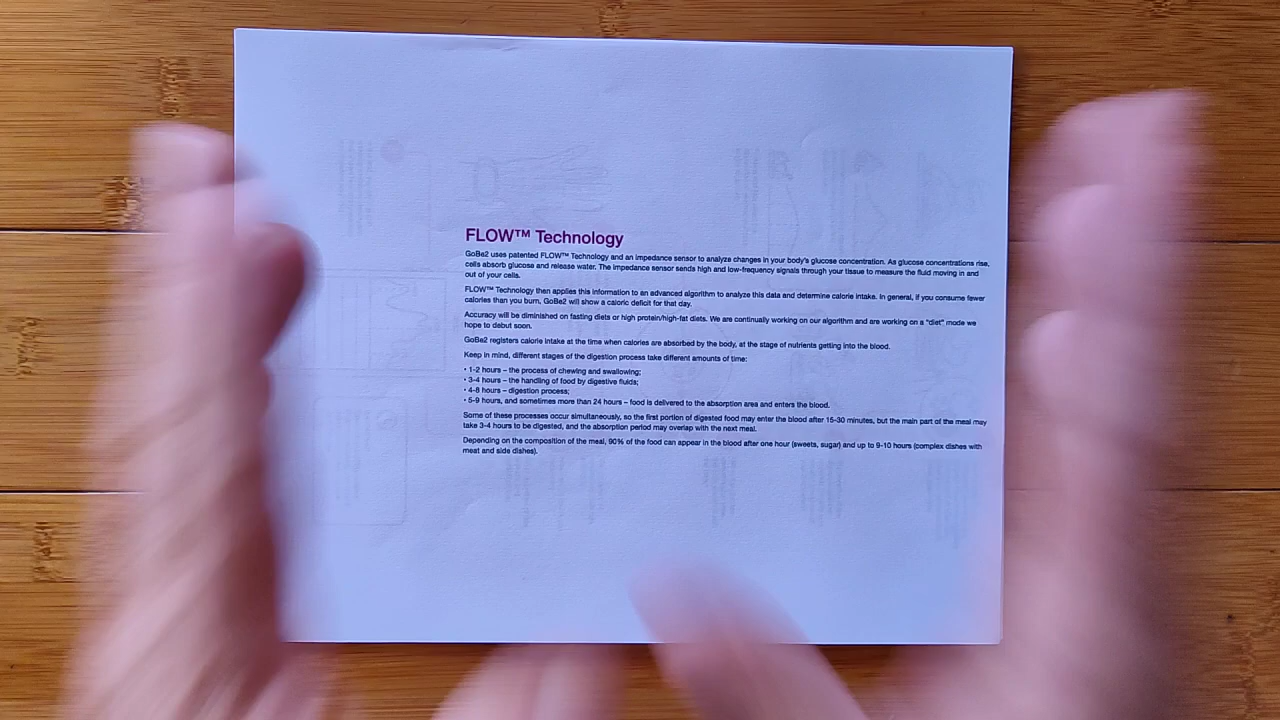 FLOW™ Technology
GoBe2 uses patented FLOW™ Technology and an impedance sensor to analyze changes in your body's glucose concentration. As glucose concentrations rise,
cells absorb glucose and release water. The impedance sensor sends high and low-frequency signals through your tissue to measure the fluid moving in and
out of your cells.
FLOW™ Technology then applies this information to an advanced algorithm to analyze this data and determine calorie intake. In general, if you consume fewer
calories than you burn, GoBe2 will show a caloric deficit for that day.
Accuracy will be diminished on fasting diets or high protein/high-fat diets. We are continually working on our algorithm and are working on a "diet" mode we
hope to debut soon.
GoBe2 registers calorie intake at the time when calories are absorbed by the body, at the stage of nutrients getting into the blood.
Keep in mind, different stages of the digestion process take different amounts of time:
• 1-2 hours – the process of chewing and swallowing;
• 3-4 hours – the handling of food by digestive fluids;
• 4-8 hours – digestion process;
• 5-9 hours, and sometimes more than 24 hours – food is delivered to the absorption area and enters the blood.
Some of these processes occur simultaneously, so the first portion of digested food may enter the blood after 15-30 minutes, but the main part of the meal may
take 3-4 hours to be digested, and the absorption period may overlap with the next meal.
Depending on the composition of the meal, 90% of the food can appear in the blood after one hour (sweets, sugar) and up to 9-10 hours (complex dishes with
meat and side dishes).